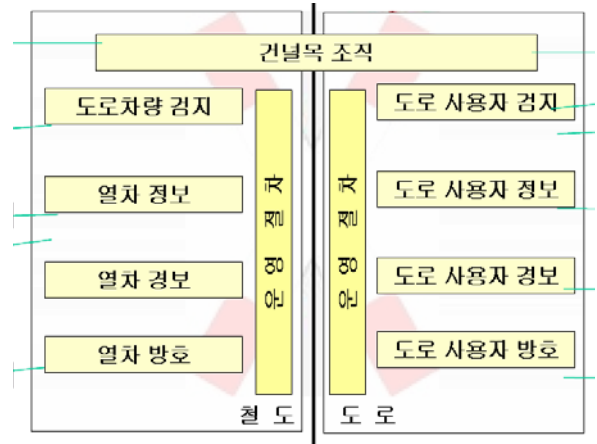 건널목 조직
도로차량 검지
열차 정보
열차 경보
열차 방호
운영 절차
운영 절차
도로 사용자 검지
도로 사용자 정보
도로 사용자 경보
도로 사용자 방호
철 도
도 로